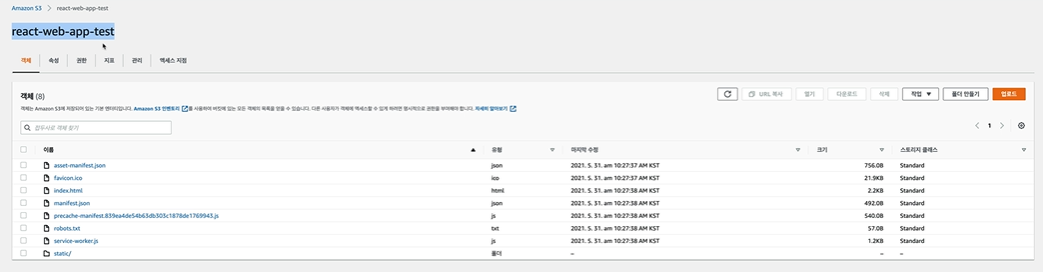 Amazon S3 > react-web-app-test
react-web-app-test
객체 속성 권한 지표 관리 액세스 지점
객체 (8)
객체는 Amazon S3에 저장되어 있는 기본 엔터티입니다. Amazon S3 인벤토리 를 사용하여 버킷에 있는 모든 객체의 목록을 얻을 수 있습니다. 다른 사용자가 객체에 액세스할 수 있게 하려면 명시적으로 권한을 부여해야 합니다. 자세히 알아보기
URL 복사 열기 다운로드 삭제 작업 ▼ 폴더 만들기 업로드
접두사로 객체 찾기
< 1 >
이름 유형 마지막 수정 크기 스토리지 클래스
asset-manifest.json json 2021. 5. 31. am 10:27:37 AM KST 756.0B Standard
favicon.ico ico 2021. 5. 31. am 10:27:37 AM KST 21.9KB Standard
index.html html 2021. 5. 31. am 10:27:38 AM KST 2.2KB Standard
manifest.json json 2021. 5. 31. am 10:27:38 AM KST 492.0B Standard
precache-manifest.839ea4de54b63db303c1878de1769943.js js 2021. 5. 31. am 10:27:38 AM KST 540.0B Standard
robots.txt txt 2021. 5. 31. am 10:27:38 AM KST 57.0B Standard
service-worker.js js 2021. 5. 31. am 10:27:38 AM KST 1.2KB Standard
static/ 폴더 – – –